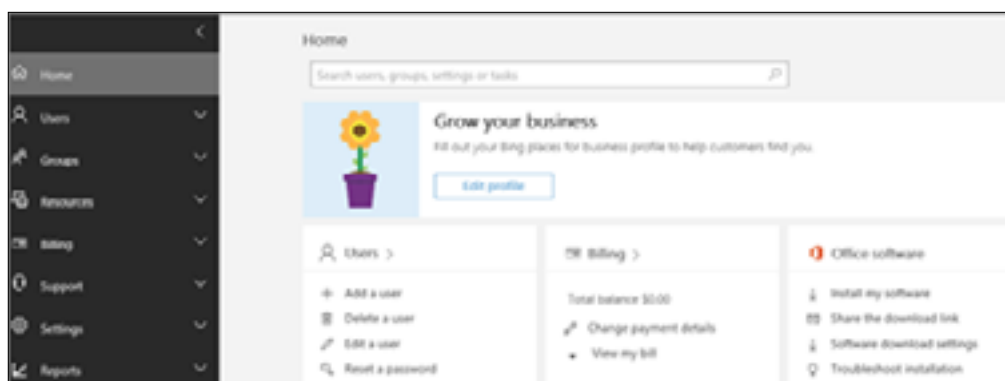 Home
Users
Groups
Resources
Billing
Support
Settings
Reports
Home
Search users, groups, settings or tasks
Grow your business
Fill out your Bing places for business profile to help customers find you.
Edit profile
Users >
Add a user
Delete a user
Edit a user
Reset a password
Billing >
Total balance $0.00
Change payment details
View my bill
Office software
Install my software
Share the download link
Software download settings
Troubleshoot installation